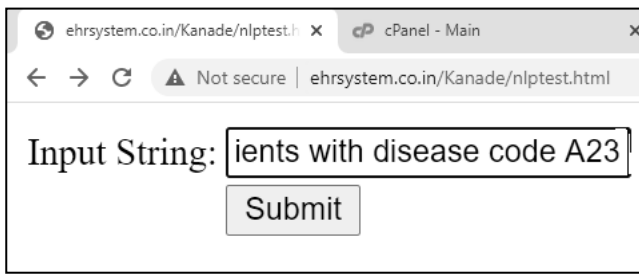 ehrsystem.co.in/Kanade/nlptest.h cPanel - Main
Not secure | ehrsystem.co.in/Kanade/nlptest.html
Input String: ients with disease code A23
Submit